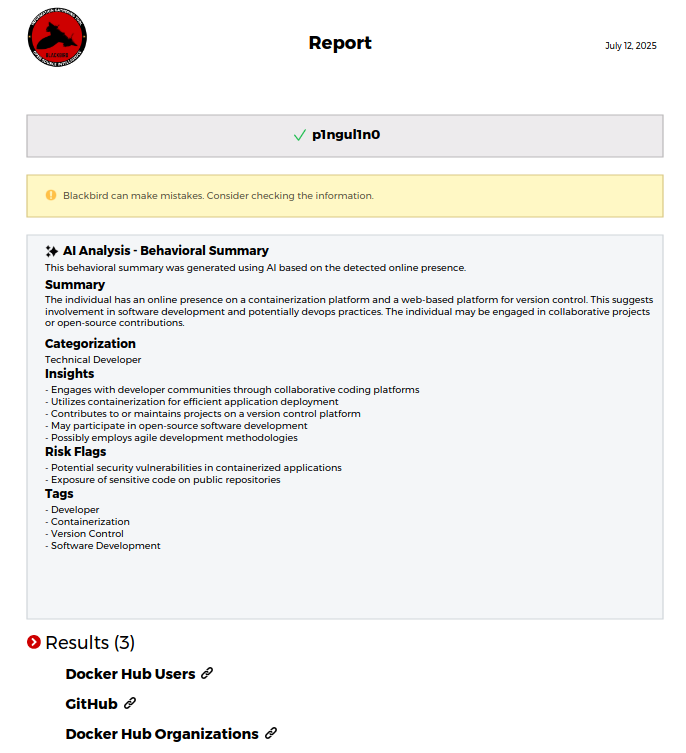 Report
July 12, 2025
BLACKBIRD
p1ngul1n0
Blackbird can make mistakes. Consider checking the information.
AI Analysis - Behavioral Summary
This behavioral summary was generated using AI based on the detected online presence.
Summary
The individual has an online presence on a containerization platform and a web-based platform for version control. This suggests
involvement in software development and potentially devops practices. The individual may be engaged in collaborative projects
or open-source contributions.
Categorization
Technical Developer
Insights
- Engages with developer communities through collaborative coding platforms
- Utilizes containerization for efficient application deployment
- Contributes to or maintains projects on a version control platform
- May participate in open-source software development
- Possibly employs agile development methodologies
Risk Flags
- Potential security vulnerabilities in containerized applications
- Exposure of sensitive code on public repositories
Tags
- Developer
- Containerization
- Version Control
- Software Development
Results (3)
Docker Hub Users
GitHub
Docker Hub Organizations